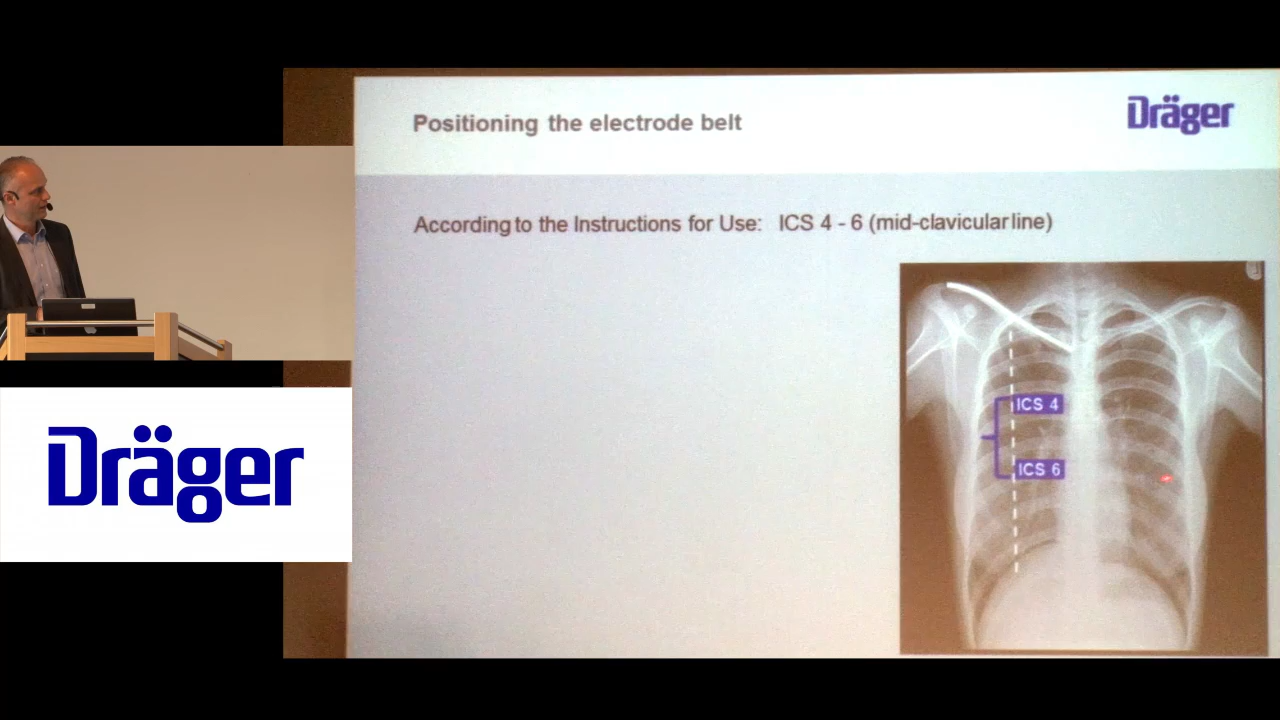 Positioning the electrode belt
Dräger
According to the Instructions for Use: ICS 4 - 6 (mid-clavicular line)
ICS 4
ICS 6
Dräger